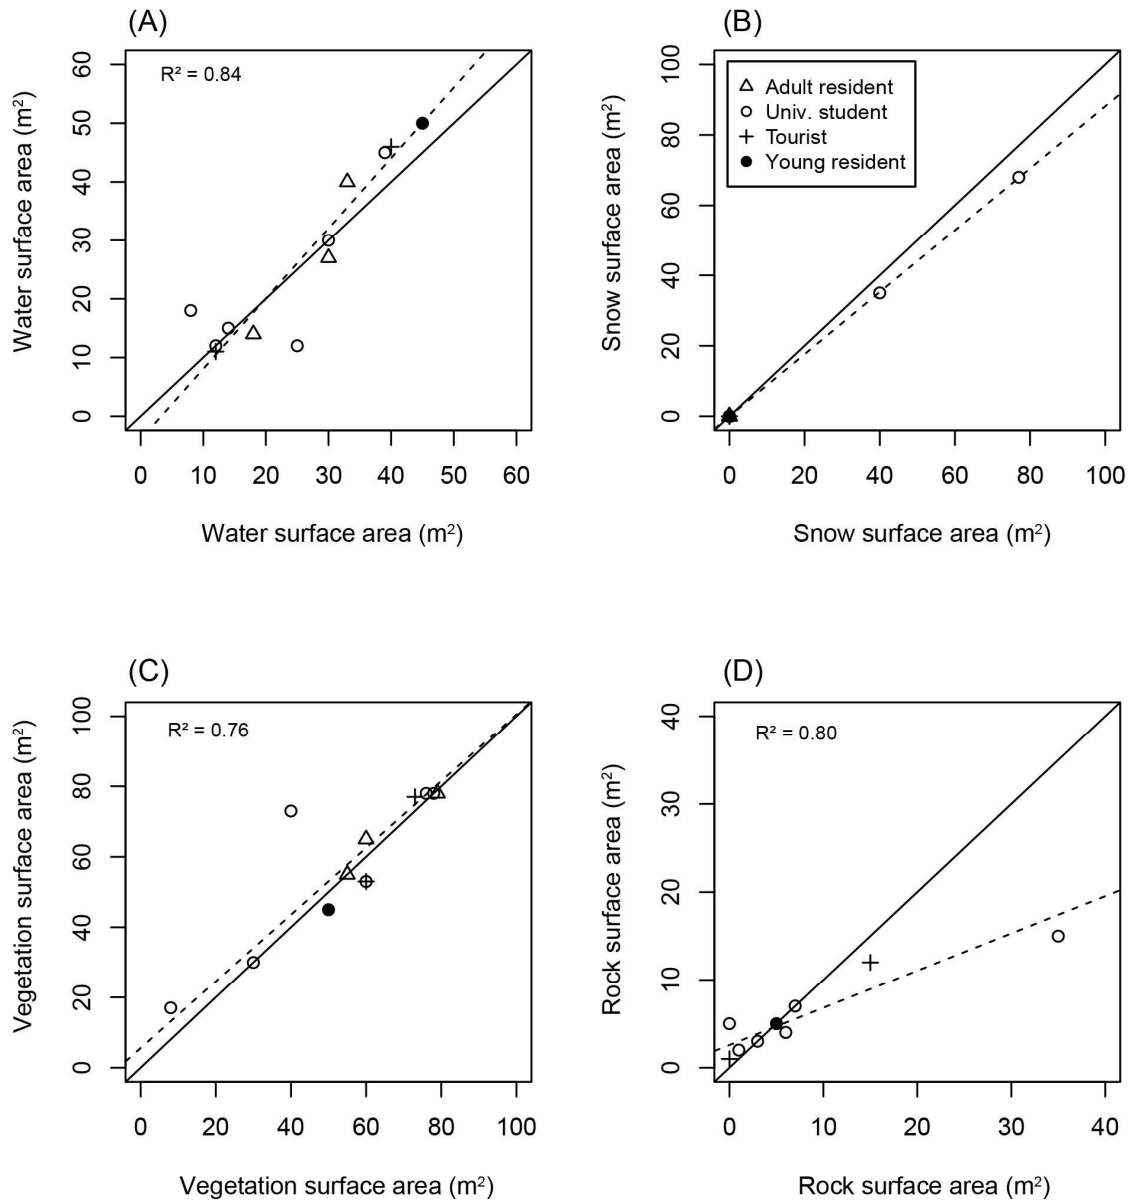 (A)
R² = 0.84
Water surface area (m²)
0
10
20
30
40
50
60
0 10 20 30 40 50 60
Water surface area (m²)
(B)
Adult resident
Univ. student
Tourist
Young resident
Snow surface area (m²)
0
20
40
60
80
100
0 20 40 60 80 100
Snow surface area (m²)
(C)
R² = 0.76
Vegetation surface area (m²)
0
20
40
60
80
100
0 20 40 60 80 100
Vegetation surface area (m²)
(D)
R² = 0.80
Rock surface area (m²)
0
10
20
30
40
0 10 20 30 40
Rock surface area (m²)